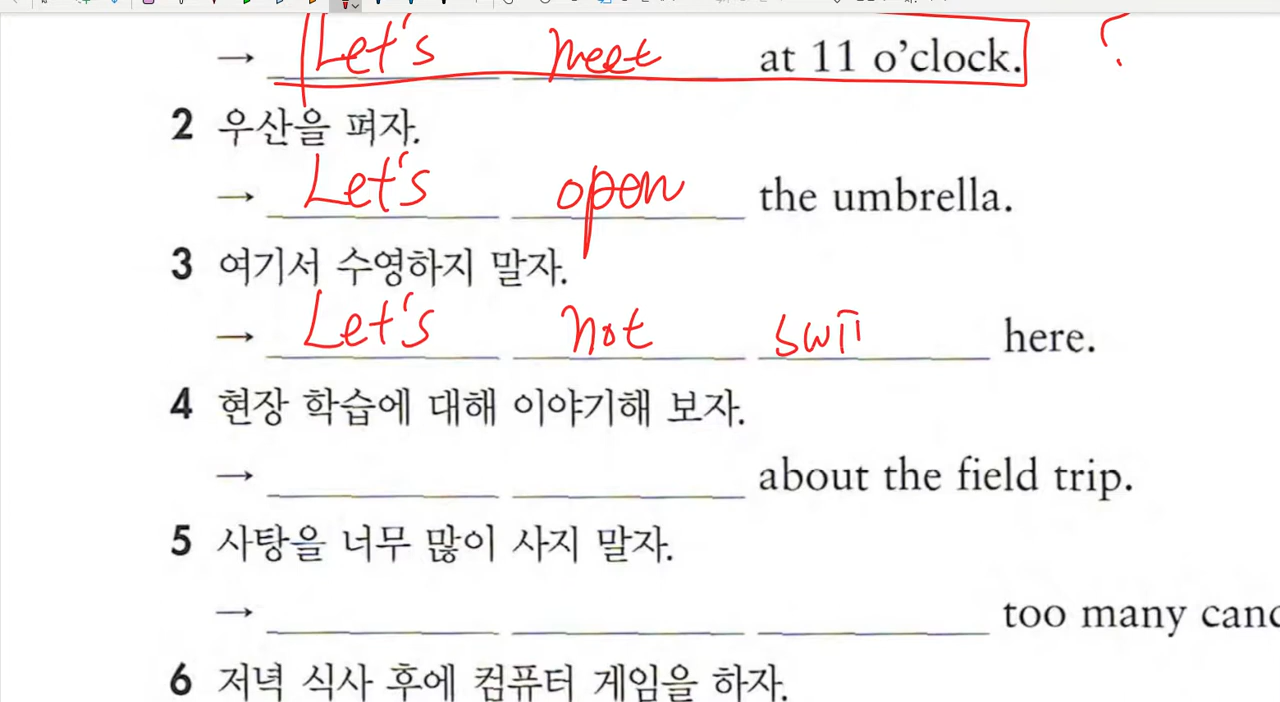 → Let's meet at 11 o'clock. ?
2 우산을 펴자.
→ Let's open the umbrella.
3 여기서 수영하지 말자.
→ Let's not swi here.
4 현장 학습에 대해 이야기해 보자.
→ about the field trip.
5 사탕을 너무 많이 사지 말자.
→ too many canc
6 저녁 식사 후에 컴퓨터 게임을 하자.